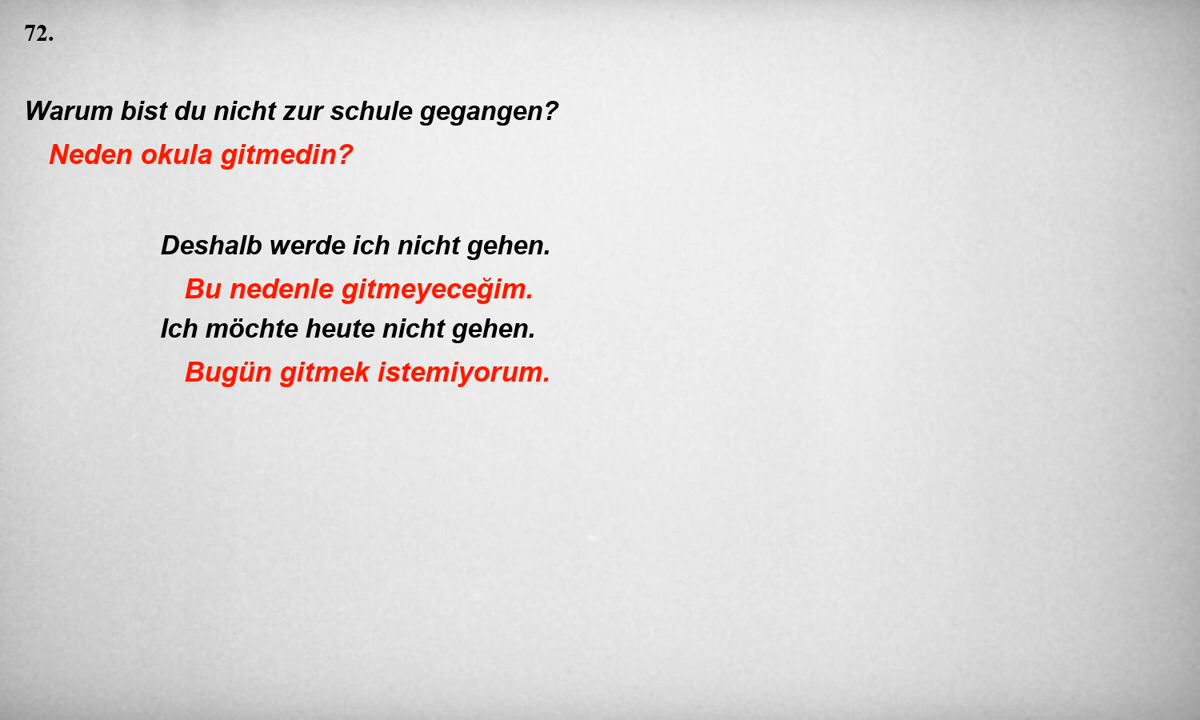 72.
Warum bist du nicht zur schule gegangen?
Neden okula gitmedin?
Deshalb werde ich nicht gehen.
Bu nedenle gitmeyeceğim.
Ich möchte heute nicht gehen.
Bugün gitmek istemiyorum.